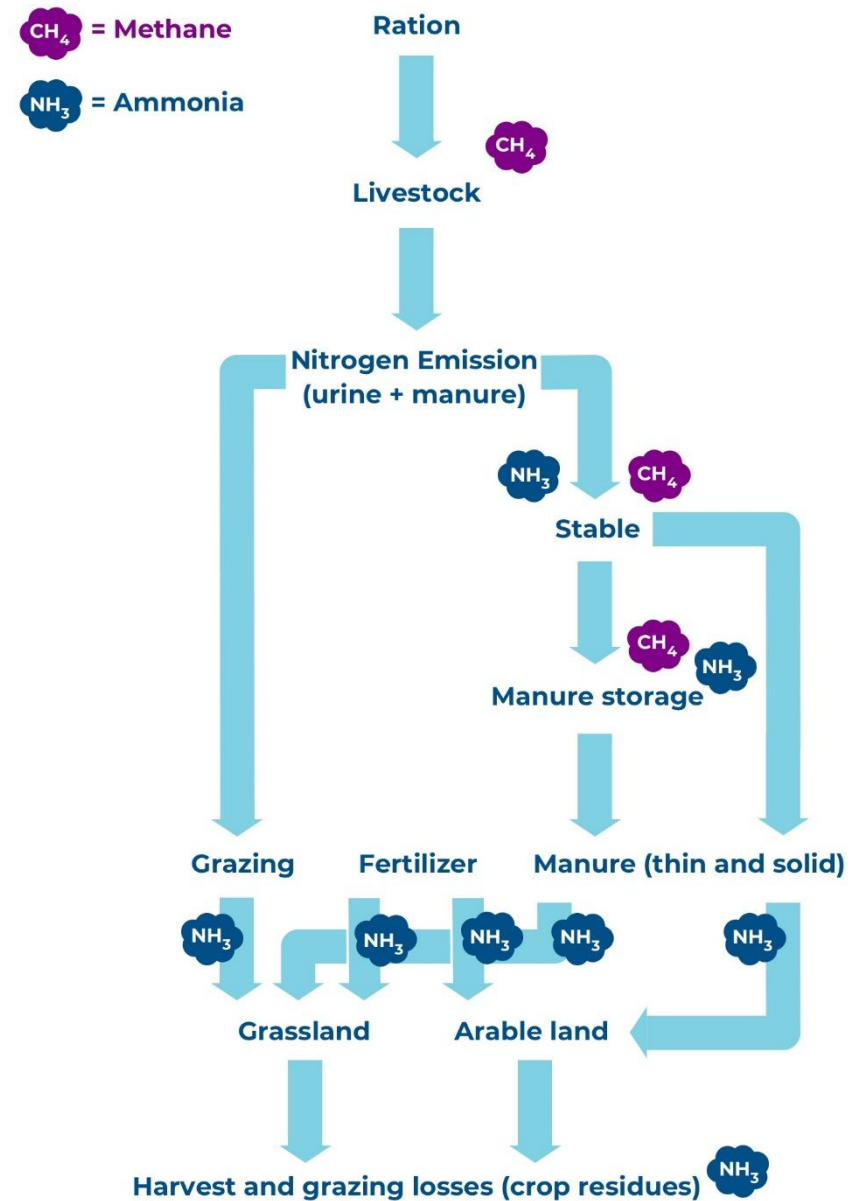 CH₄ = Methane
Ration
NH₃ = Ammonia
CH₄
Livestock
Nitrogen Emission
(urine + manure)
NH₃
CH₄
Stable
CH₄
NH₃
Manure storage
Grazing
Fertilizer
Manure (thin and solid)
NH₃
NH₃
NH₃
NH₃
NH₃
Grassland
Arable land
Harvest and grazing losses (crop residues)
NH₃